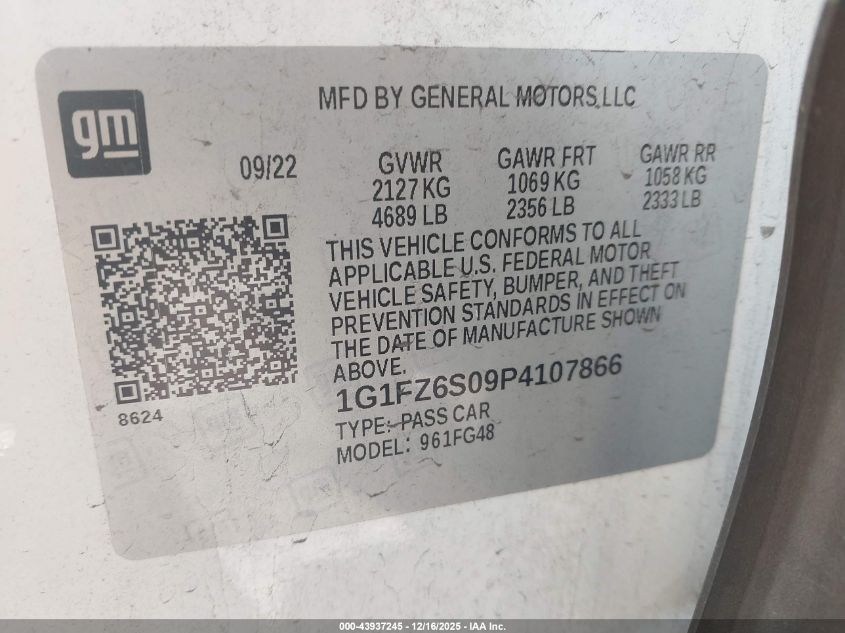 gm
MFD BY GENERAL MOTORS LLC
09/22
GVWR
2127 KG
4689 LB
GAWR FRT
1069 KG
2356 LB
GAWR RR
1058 KG
2333 LB
THIS VEHICLE CONFORMS TO ALL
APPLICABLE U.S. FEDERAL MOTOR
VEHICLE SAFETY, BUMPER, AND THEFT
PREVENTION STANDARDS IN EFFECT ON
THE DATE OF MANUFACTURE SHOWN
ABOVE.
1G1FZ6S09P4107866
TYPE: PASS CAR
MODEL: 961FG48
8624
000-43937245 - 12/16/2025 - IAA Inc.